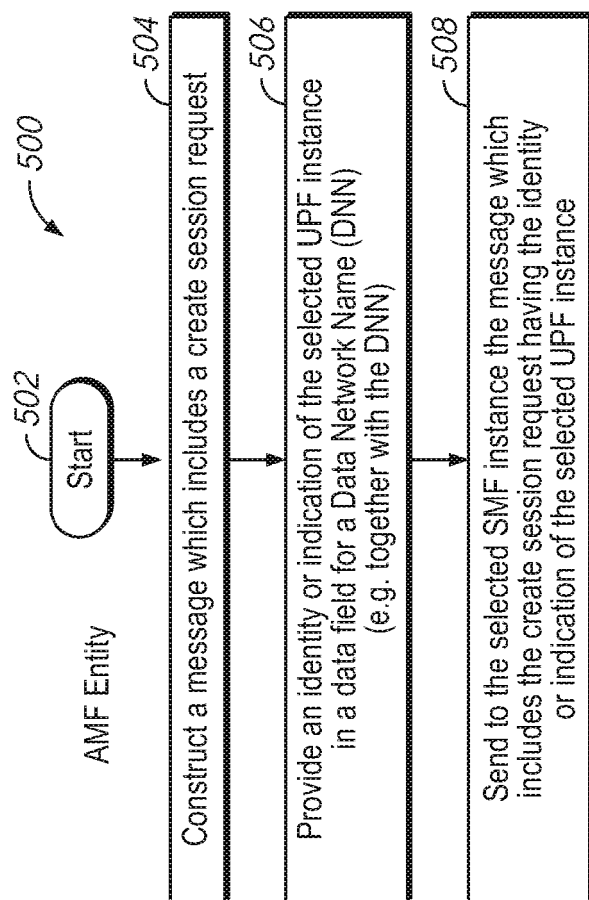 500
502
Start
AMF Entity
504
Construct a message which includes a create session request
506
Provide an identity or indication of the selected UPF instance
in a data field for a Data Network Name (DNN)
(e.g. together with the DNN)
508
Send to the selected SMF instance the message which
includes the create session request having the identity
or indication of the selected UPF instance